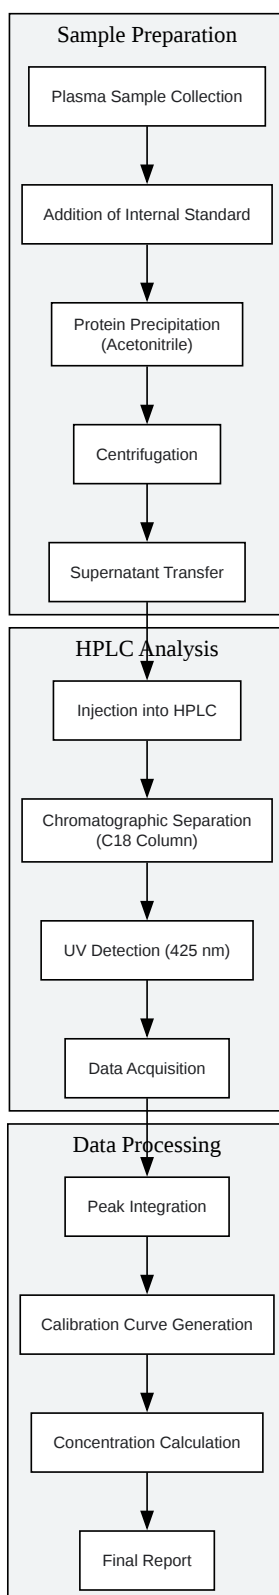 Sample Preparation
Plasma Sample Collection
Addition of Internal Standard
Protein Precipitation
(Acetonitrile)
Centrifugation
Supernatant Transfer
HPLC Analysis
Injection into HPLC
Chromatographic Separation
(C18 Column)
UV Detection (425 nm)
Data Acquisition
Data Processing
Peak Integration
Calibration Curve Generation
Concentration Calculation
Final Report